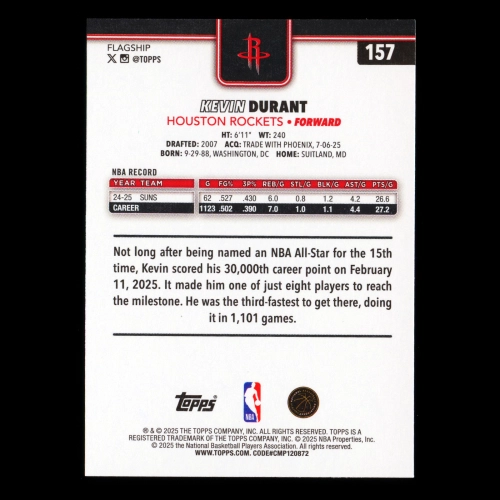 FLAGSHIP
X @TOPPS
R
157
KEVIN DURANT
HOUSTON ROCKETS • FORWARD
HT: 6'11" WT: 240
DRAFTED: 2007 ACQ: TRADE WITH PHOENIX, 7-06-25
BORN: 9-29-88, WASHINGTON, DC HOME: SUITLAND, MD
NBA RECORD
YEAR TEAM G FG% 3P% REB/G STL/G BLK/G AST/G PTS/G
24-25 SUNS 62 .527 .430 6.0 0.8 1.2 4.2 26.6
CAREER 1123 .502 .390 7.0 1.0 1.1 4.4 27.2
Not long after being named an NBA All-Star for the 15th
time, Kevin scored his 30,000th career point on February
11, 2025. It made him one of just eight players to reach
the milestone. He was the third-fastest to get there, doing
it in 1,101 games.
TOPPS
NBA
® & © 2025 THE TOPPS COMPANY, INC. ALL RIGHTS RESERVED. TOPPS IS A
REGISTERED TRADEMARK OF THE TOPPS COMPANY, INC. © 2025 NBA Properties, Inc.
© 2025 the National Basketball Players Association. All Rights Reserved.
WWW.TOPPS.COM. CODE#CMP120872